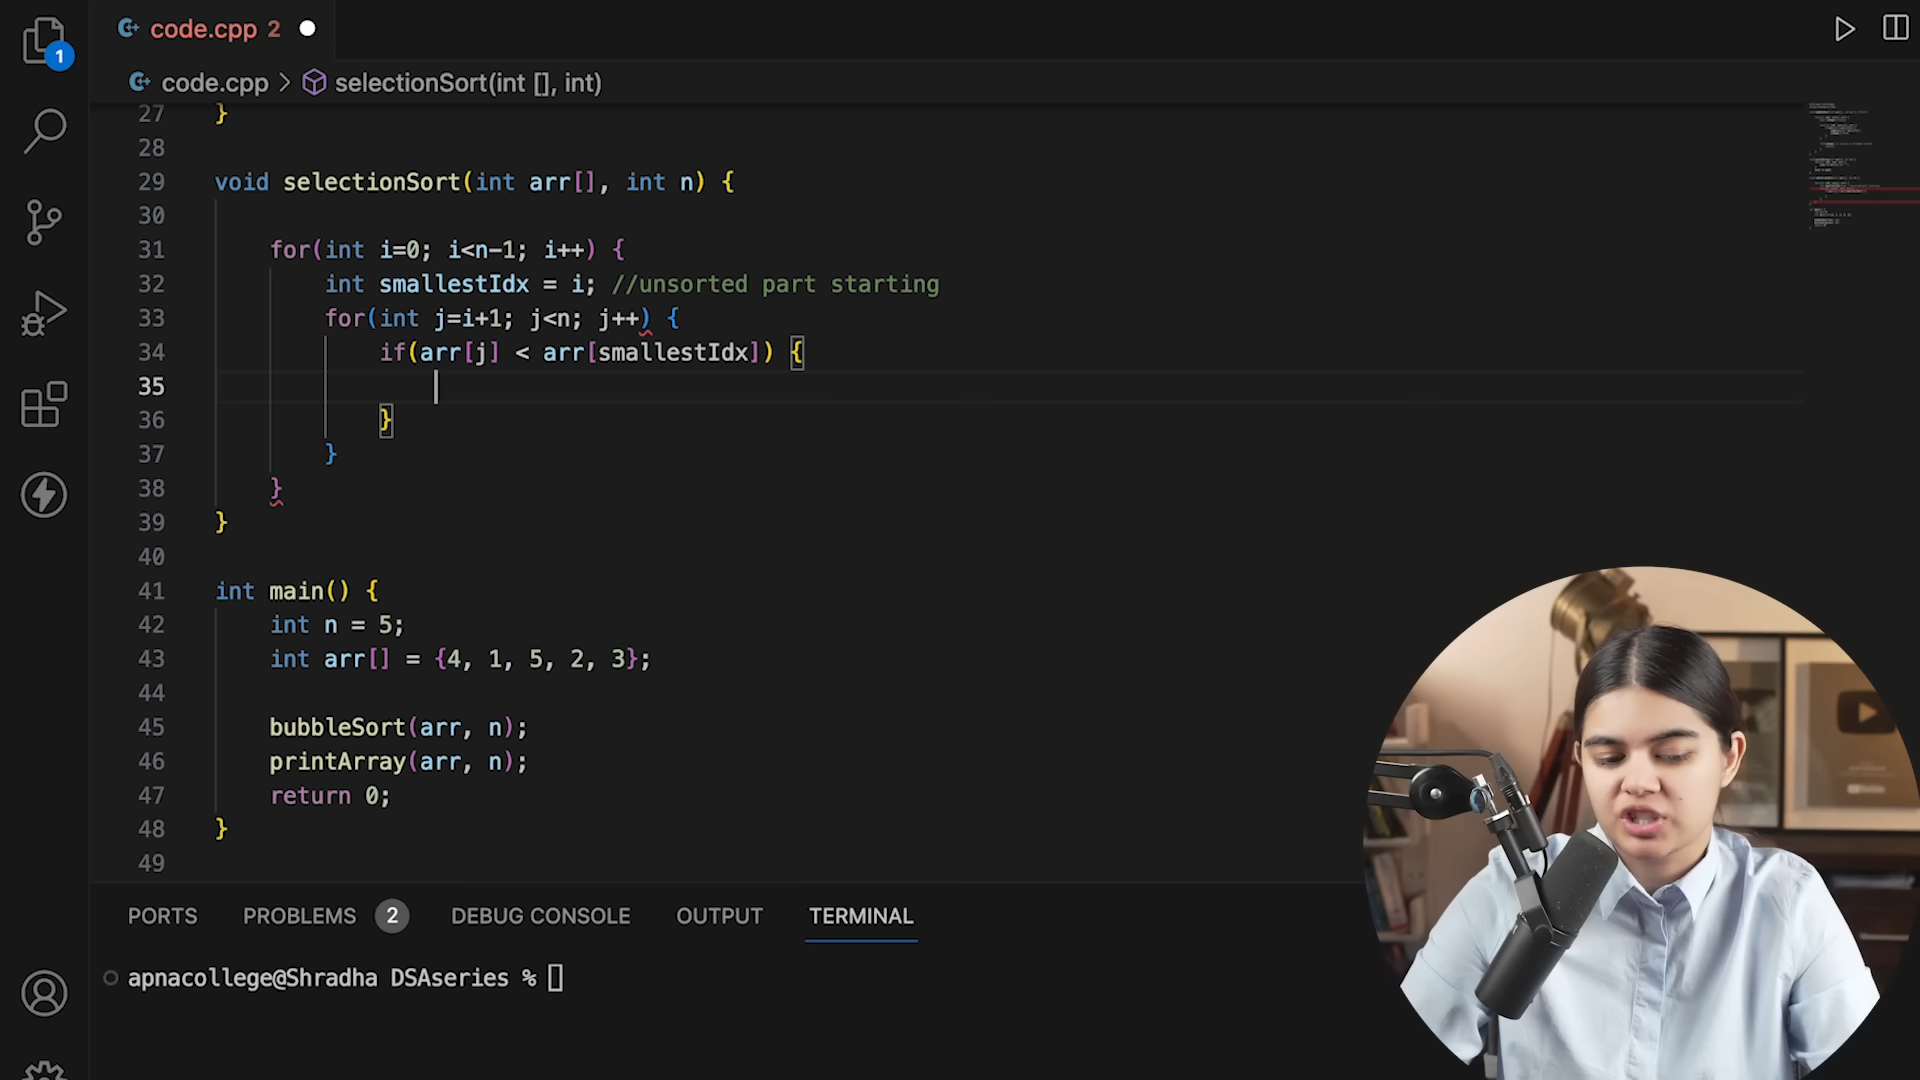 code.cpp 2
1
code.cpp > selectionSort(int [], int)
27 }
28
29 void selectionSort(int arr[], int n) {
30
31 for(int i=0; i<n-1; i++) {
32 int smallestIdx = i; //unsorted part starting
33 for(int j=i+1; j<n; j++) {
34 if(arr[j] < arr[smallestIdx]) {
35
36 }
37 }
38 }
39 }
40
41 int main() {
42 int n = 5;
43 int arr[] = {4, 1, 5, 2, 3};
44
45 bubbleSort(arr, n);
46 printArray(arr, n);
47 return 0;
48 }
49
PORTS PROBLEMS 2 DEBUG CONSOLE OUTPUT TERMINAL
apnacollege@Shradha DSAseries %